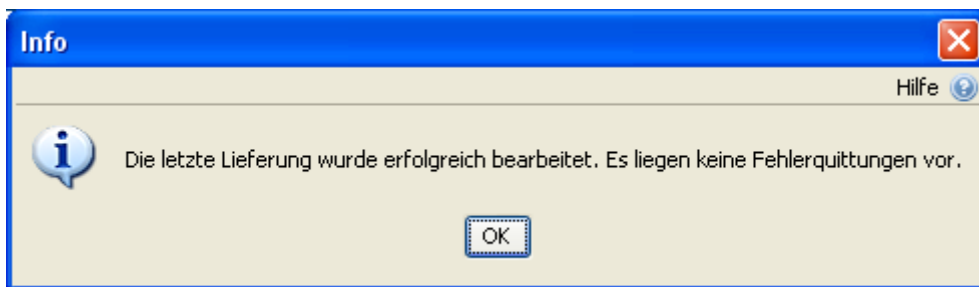 Info
Hilfe
Die letzte Lieferung wurde erfolgreich bearbeitet. Es liegen keine Fehlerquittungen vor.
OK